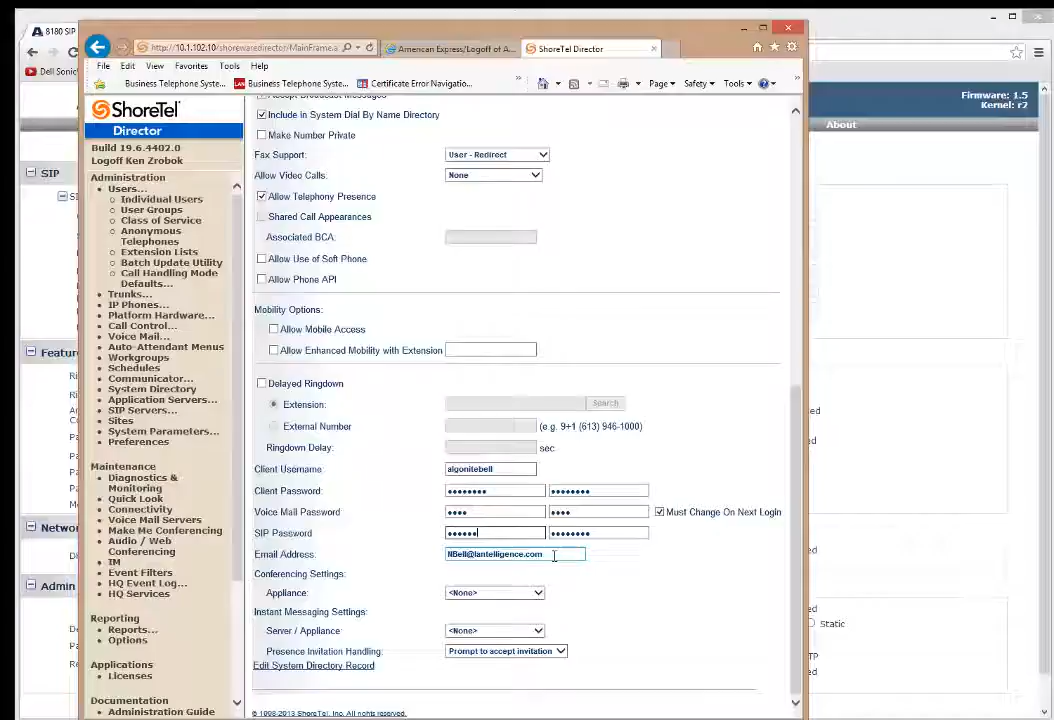 8180 SIP
Dell Sonic
http://10.1.102.10/shorewaredirector/MainFrame.a
American Express/Logoff of A...
ShoreTel Director
File Edit View Favorites Tools Help
Business Telephone Syste...
Business Telephone Syste...
Certificate Error Navigatio...
Page Safety Tools
Firmware: 1.5
Kernel: r2
About
ShoreTel
Director
Build 19.6.4402.0
Logoff Ken Zrobok
Administration
Users...
Individual Users
User Groups
Class of Service
Anonymous
Telephones
Extension Lists
Batch Update Utility
Call Handling Mode
Defaults...
Trunks...
IP Phones...
Platform Hardware...
Call Control...
Voice Mail...
Auto-Attendant Menus
Workgroups
Schedules
Communicator...
System Directory
Application Servers...
SIP Servers...
Sites
System Parameters...
Preferences
Maintenance
Diagnostics &
Monitoring
Quick Look
Connectivity
Voice Mail Servers
Make Me Conferencing
Audio / Web
Conferencing
IM
Event Filters
HQ Event Log...
HQ Services
Reporting
Reports...
Options
Applications
Licenses
Documentation
Administration Guide
Accept Broadcast Messages
Include in System Dial By Name Directory
Make Number Private
Fax Support: User - Redirect
Allow Video Calls: None
Allow Telephony Presence
Shared Call Appearances
Associated BCA:
Allow Use of Soft Phone
Allow Phone API
Mobility Options:
Allow Mobile Access
Allow Enhanced Mobility with Extension
Delayed Ringdown
Extension: Search
External Number (e.g. 9+1 (613) 946-1000)
Ringdown Delay: sec
Client Username: algonitebell
Client Password:
Voice Mail Password Must Change On Next Login
SIP Password
Email Address: NBell@lantelligence.com
Conferencing Settings:
Appliance: <None>
Instant Messaging Settings:
Server / Appliance: <None>
Presence Invitation Handling: Prompt to accept invitation
Edit System Directory Record
© 1998-2013 ShoreTel, Inc. All rights reserved.
SIP
Featu
Netwo
Admin
Static